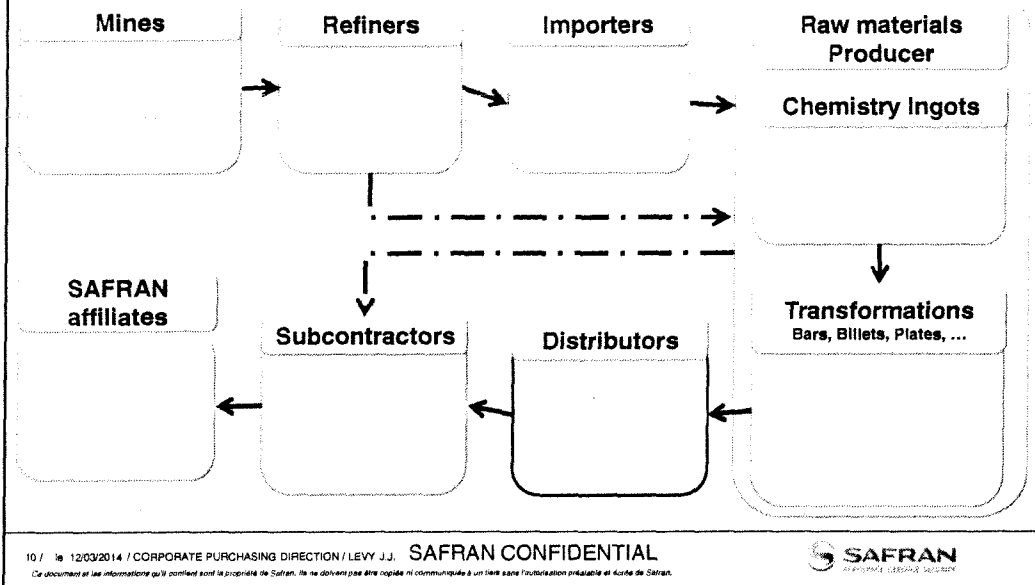 Mines
Refiners
Importers
Raw materials
Producer
Chemistry Ingots
SAFRAN
affiliates
Subcontractors
Distributors
Transformations
Bars, Billets, Plates, ...
10 / le 12/03/2014 / CORPORATE PURCHASING DIRECTION / LEVY J.J. SAFRAN CONFIDENTIAL
Ce document et les informations qu'il contient sont la propriété de Safran. Ils ne doivent pas être copiés ni communiqués à un tiers sans l'autorisation préalable et écrite de Safran.
SAFRAN